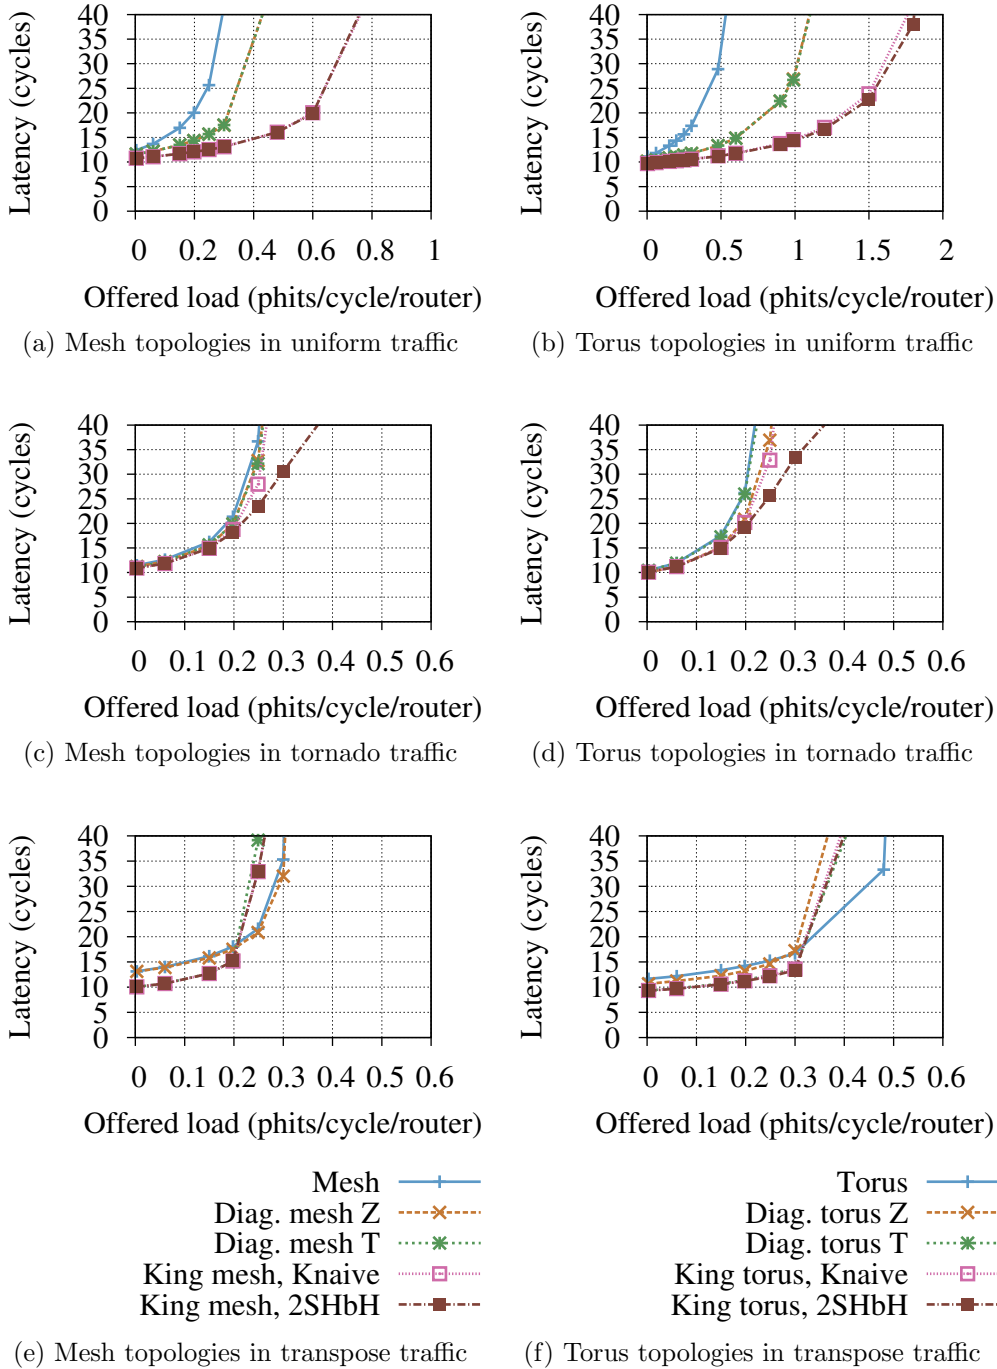 40
35
30
25
20
15
10
5
0
Latency (cycles)
0 0.2 0.4 0.6 0.8 1
Offered load (phits/cycle/router)
(a) Mesh topologies in uniform traffic
40
35
30
25
20
15
10
5
0
Latency (cycles)
0 0.5 1 1.5 2
Offered load (phits/cycle/router)
(b) Torus topologies in uniform traffic
40
35
30
25
20
15
10
5
0
Latency (cycles)
0 0.1 0.2 0.3 0.4 0.5 0.6
Offered load (phits/cycle/router)
(c) Mesh topologies in tornado traffic
40
35
30
25
20
15
10
5
0
Latency (cycles)
0 0.1 0.2 0.3 0.4 0.5 0.6
Offered load (phits/cycle/router)
(d) Torus topologies in tornado traffic
40
35
30
25
20
15
10
5
0
Latency (cycles)
0 0.1 0.2 0.3 0.4 0.5 0.6
Offered load (phits/cycle/router)
Mesh
Diag. mesh Z
Diag. mesh T
King mesh, Knaive
King mesh, 2SHbH
(e) Mesh topologies in transpose traffic
40
35
30
25
20
15
10
5
0
Latency (cycles)
0 0.1 0.2 0.3 0.4 0.5 0.6
Offered load (phits/cycle/router)
Torus
Diag. torus Z
Diag. torus T
King torus, Knaive
King torus, 2SHbH
(f) Torus topologies in transpose traffic